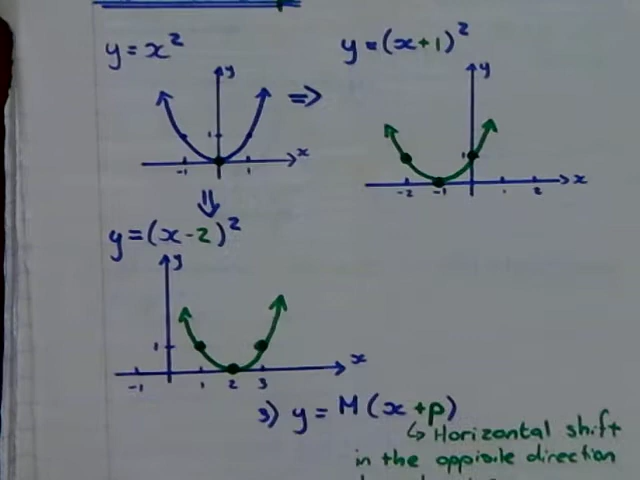 y = x²
y
1
-1
1
x
⇒
y = (x+1)²
y
1
-2
-1
1
2
x
⇓
y = (x-2)²
y
1
-1
1
2
3
x
3) y = M(x+p)
↳ Horizontal shift
in the opposite direction